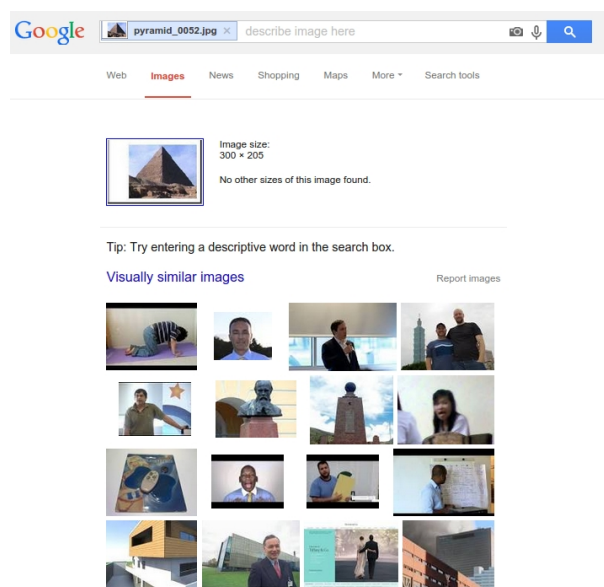 Google pyramid_0052.jpg × describe image here
Web Images News Shopping Maps More Search tools
Image size:
300 × 205
No other sizes of this image found.
Tip: Try entering a descriptive word in the search box.
Visually similar images Report images